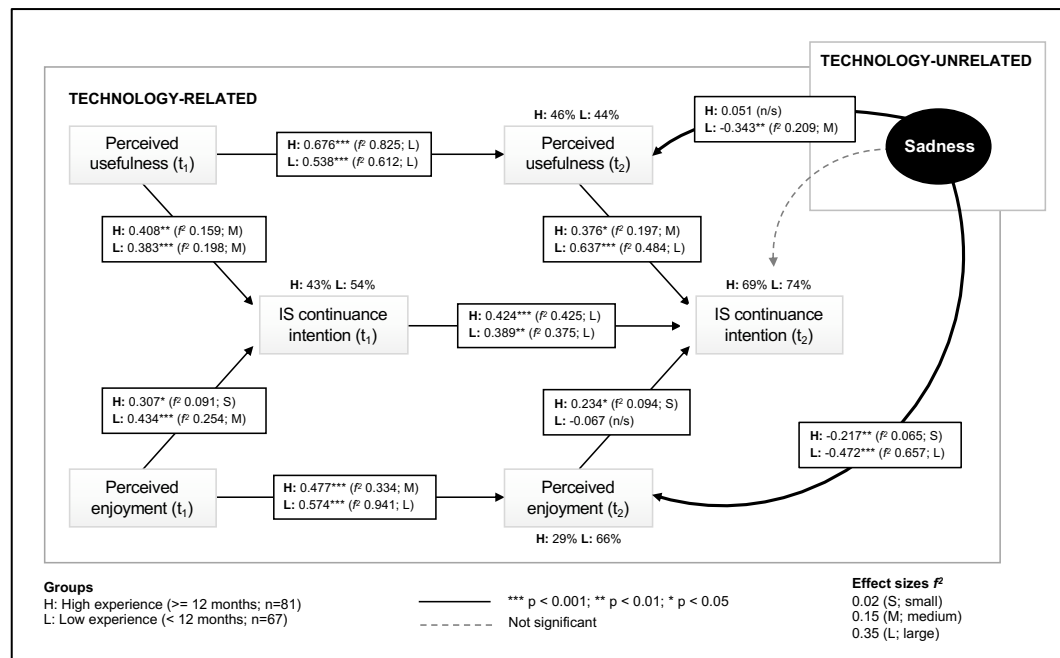 TECHNOLOGY-UNRELATED
TECHNOLOGY-RELATED
H: 46% L: 44%
H: 0.051 (n/s)
L: -0.343** (f² 0.209; M)
Perceived
usefulness (t₁)
H: 0.676*** (f² 0.825; L)
L: 0.538*** (f² 0.612; L)
Perceived
usefulness (t₂)
Sadness
H: 0.408** (f² 0.159; M)
L: 0.383*** (f² 0.198; M)
H: 0.376* (f² 0.197; M)
L: 0.637*** (f² 0.484; L)
H: 43% L: 54%
H: 69% L: 74%
IS continuance
intention (t₁)
H: 0.424*** (f² 0.425; L)
L: 0.389** (f² 0.375; L)
IS continuance
intention (t₂)
H: 0.307* (f² 0.091; S)
L: 0.434*** (f² 0.254; M)
H: 0.234* (f² 0.094; S)
L: -0.067 (n/s)
H: -0.217** (f² 0.065; S)
L: -0.472*** (f² 0.657; L)
Perceived
enjoyment (t₁)
H: 0.477*** (f² 0.334; M)
L: 0.574*** (f² 0.941; L)
Perceived
enjoyment (t₂)
H: 29% L: 66%
Groups
H: High experience (>= 12 months; n=81)
L: Low experience (< 12 months; n=67)
*** p < 0.001; ** p < 0.01; * p < 0.05
Not significant
Effect sizes f²
0.02 (S; small)
0.15 (M; medium)
0.35 (L; large)